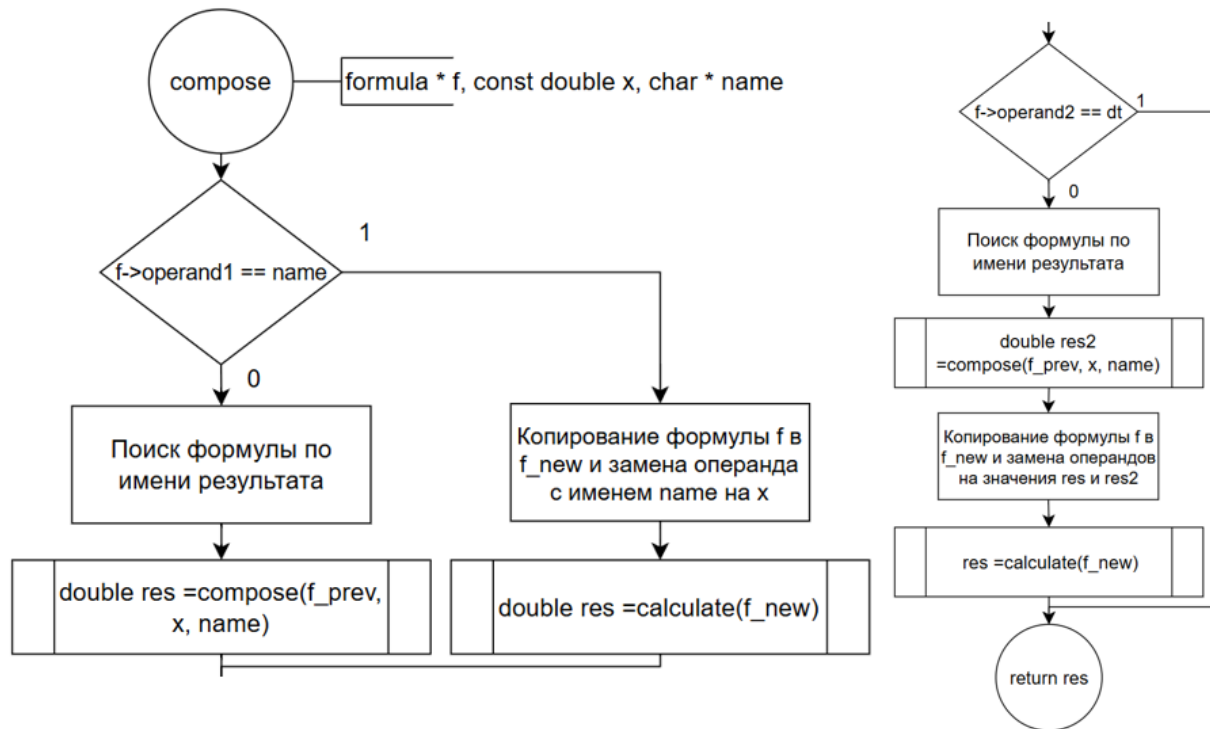 compose
formula * f, const double x, char * name
f->operand1 == name
1
0
Поиск формулы по
имени результата
Копирование формулы f в
f_new и замена операнда
с именем name на x
double res =compose(f_prev,
x, name)
double res =calculate(f_new)
f->operand2 == dt
1
0
Поиск формулы по
имени результата
double res2
=compose(f_prev, x, name)
Копирование формулы f в
f_new и замена операндов
на значения res и res2
res =calculate(f_new)
return res